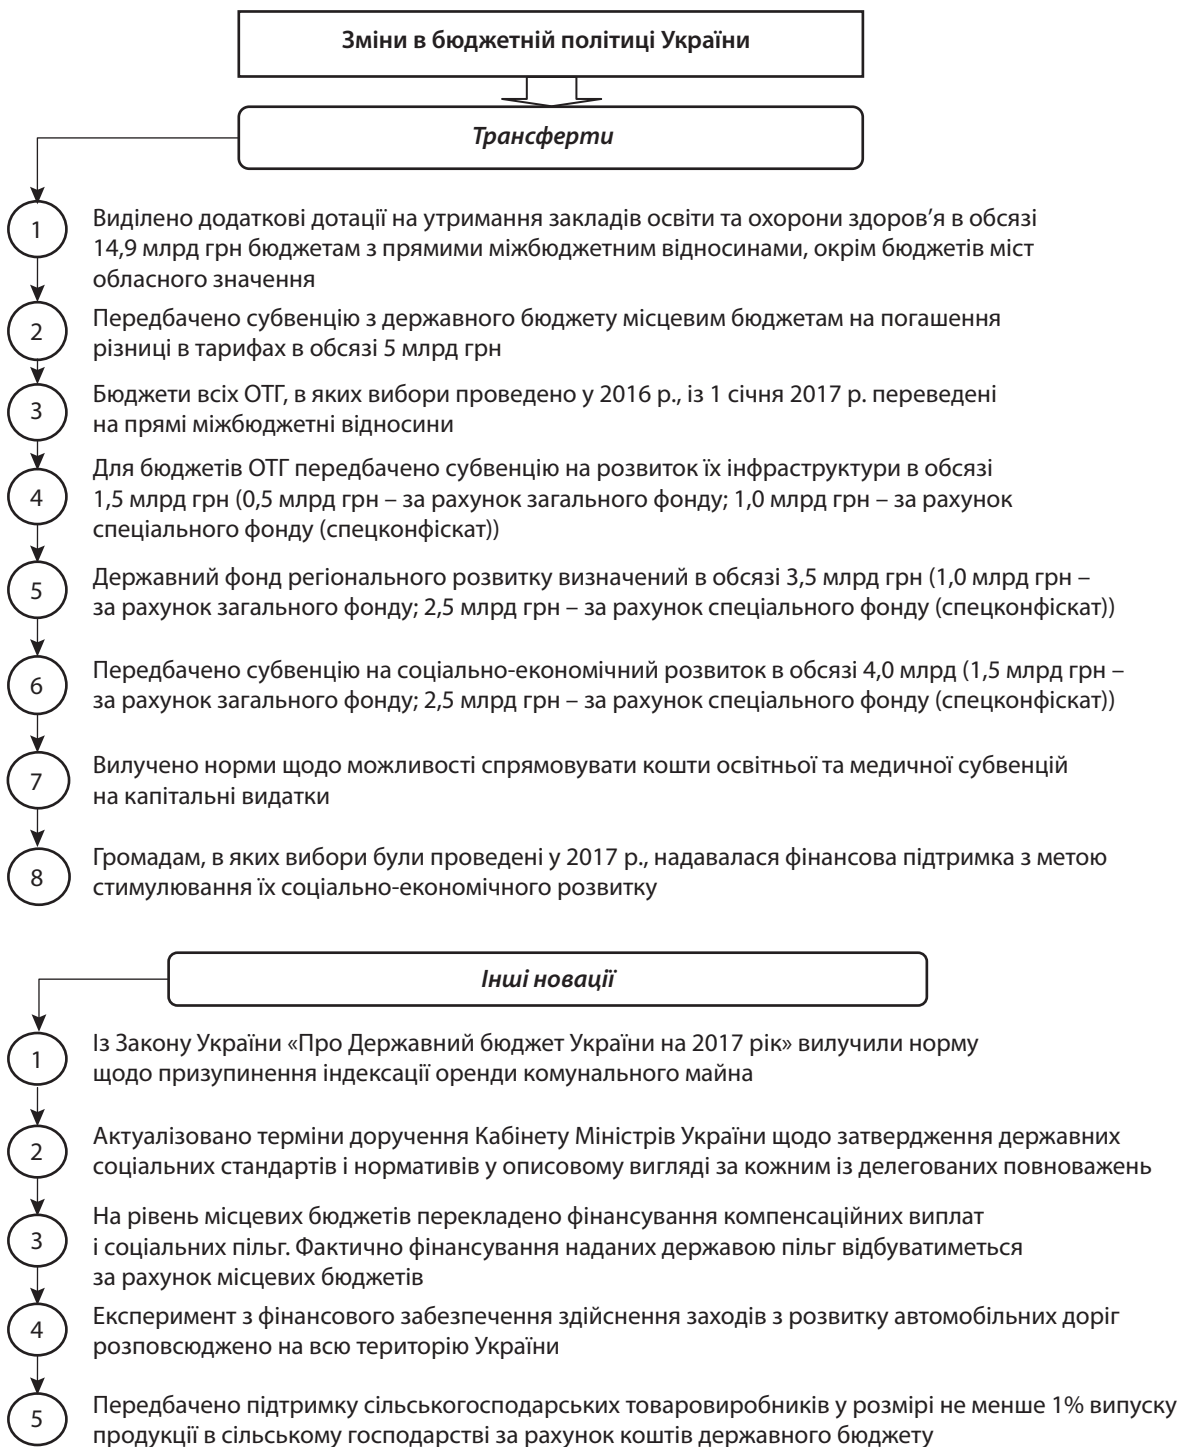 Зміни в бюджетній політиці України
Трансферти
1
Виділено додаткові дотації на утримання закладів освіти та охорони здоров’я в обсязі
14,9 млрд грн бюджетам з прямими міжбюджетним відносинами, окрім бюджетів міст
обласного значення
2
Передбачено субвенцію з державного бюджету місцевим бюджетам на погашення
різниці в тарифах в обсязі 5 млрд грн
3
Бюджети всіх ОТГ, в яких вибори проведено у 2016 р., із 1 січня 2017 р. переведені
на прямі міжбюджетні відносини
4
Для бюджетів ОТГ передбачено субвенцію на розвиток їх інфраструктури в обсязі
1,5 млрд грн (0,5 млрд грн – за рахунок загального фонду; 1,0 млрд грн – за рахунок
спеціального фонду (спецконфіскат))
5
Державний фонд регіонального розвитку визначений в обсязі 3,5 млрд грн (1,0 млрд грн –
за рахунок загального фонду; 2,5 млрд грн – за рахунок спеціального фонду (спецконфіскат))
6
Передбачено субвенцію на соціально-економічний розвиток в обсязі 4,0 млрд (1,5 млрд грн –
за рахунок загального фонду; 2,5 млрд грн – за рахунок спеціального фонду (спецконфіскат))
7
Вилучено норми щодо можливості спрямовувати кошти освітньої та медичної субвенцій
на капітальні видатки
8
Громадам, в яких вибори були проведені у 2017 р., надавалася фінансова підтримка з метою
стимулювання їх соціально-економічного розвитку
Інші новації
1
Із Закону України «Про Державний бюджет України на 2017 рік» вилучили норму
щодо призупинення індексації оренди комунального майна
2
Актуалізовано терміни доручення Кабінету Міністрів України щодо затвердження державних
соціальних стандартів і нормативів у описовому вигляді за кожним із делегованих повноважень
3
На рівень місцевих бюджетів перекладено фінансування компенсаційних виплат
і соціальних пільг. Фактично фінансування наданих державою пільг відбуватиметься
за рахунок місцевих бюджетів
4
Експеримент з фінансового забезпечення здійснення заходів з розвитку автомобільних доріг
розповсюджено на всю територію України
5
Передбачено підтримку сільськогосподарських товаровиробників у розмірі не менше 1% випуску
продукції в сільському господарстві за рахунок коштів державного бюджету